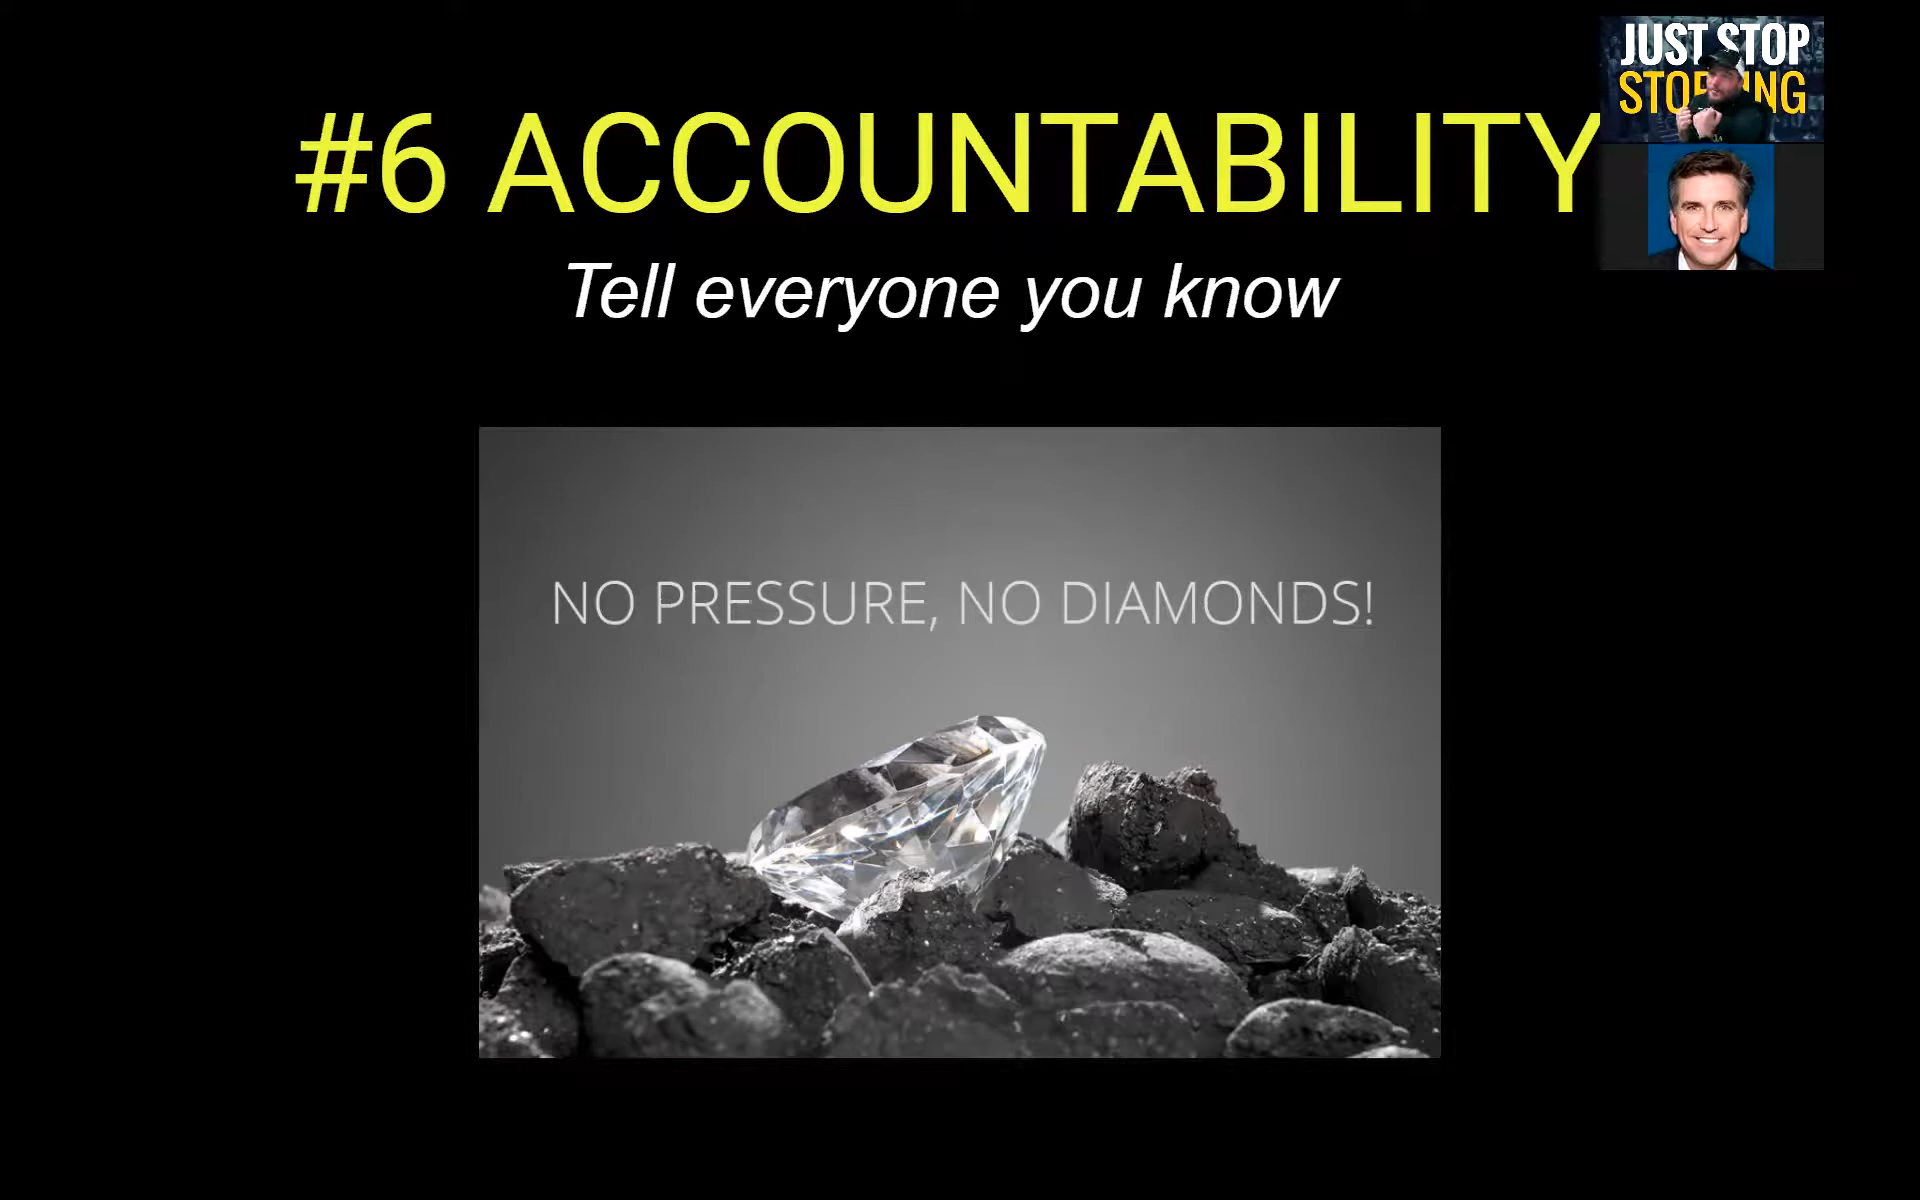 #6 ACCOUNTABILITY
Tell everyone you know
NO PRESSURE, NO DIAMONDS!
JUST STOP